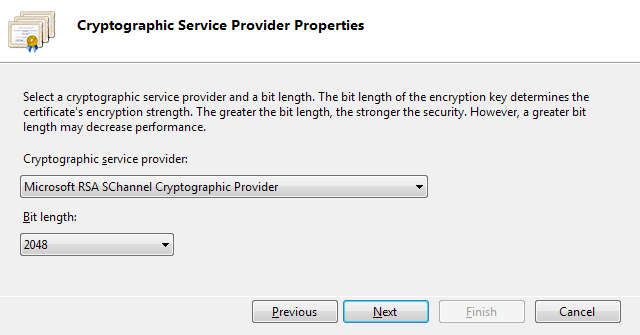 Cryptographic Service Provider Properties
Select a cryptographic service provider and a bit length. The bit length of the encryption key determines the
certificate's encryption strength. The greater the bit length, the stronger the security. However, a greater bit
length may decrease performance.
Cryptographic service provider:
Microsoft RSA SChannel Cryptographic Provider
Bit length:
2048
Previous Next Finish Cancel